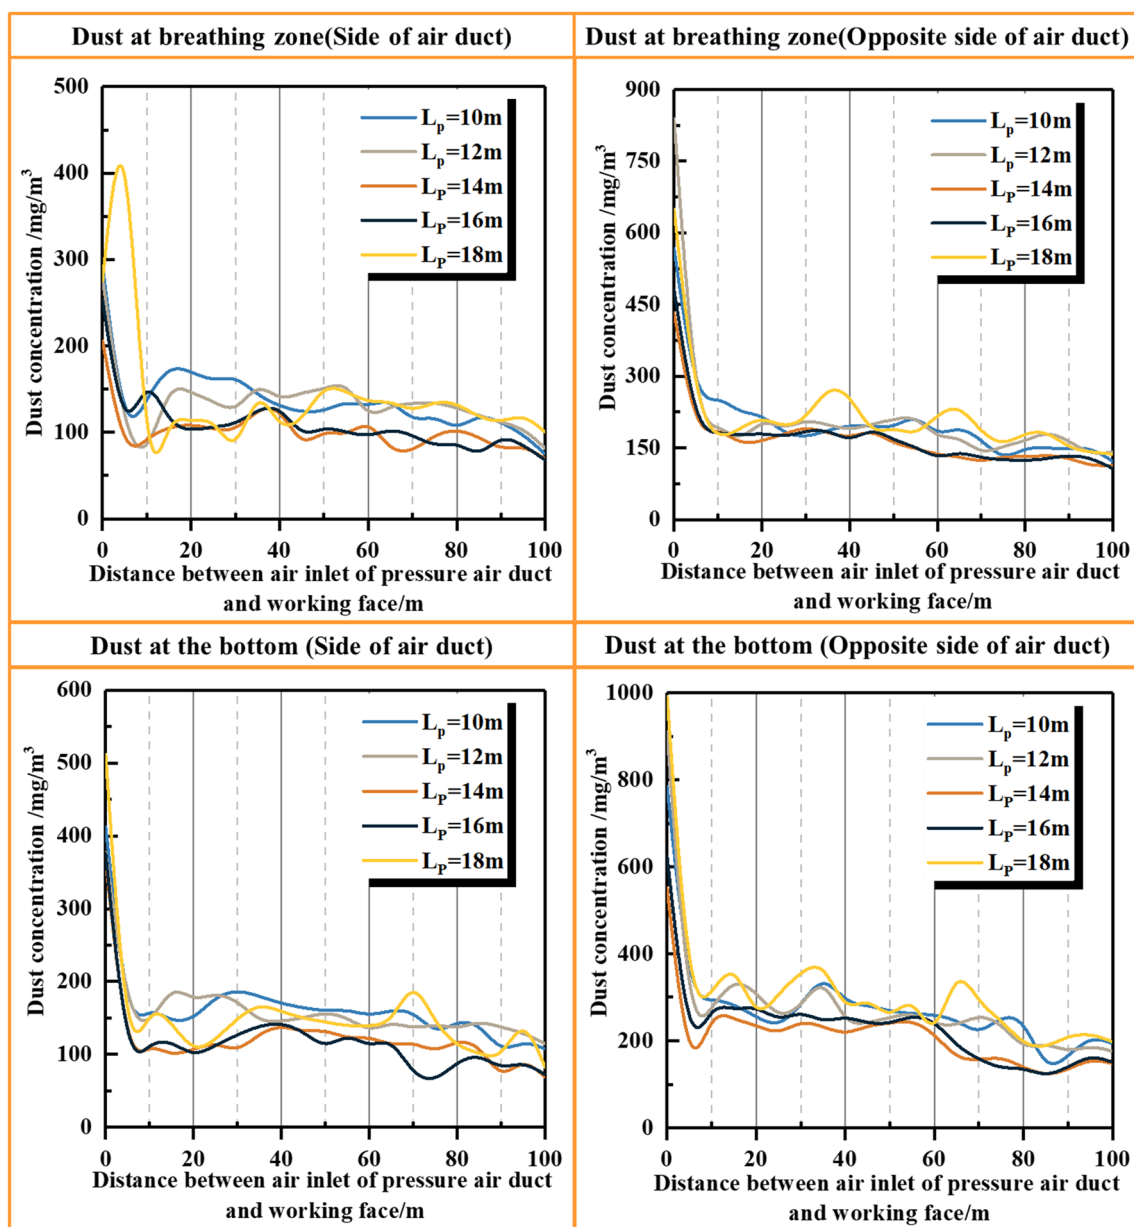 Dust at breathing zone(Side of air duct)
Dust concentration /mg/m³
500
400
300
200
100
0
Lp=10m
Lp=12m
LP=14m
LP=16m
LP=18m
0 20 40 60 80 100
Distance between air inlet of pressure air duct
and working face/m
Dust at breathing zone(Opposite side of air duct)
Dust concentration /mg/m³
900
750
600
450
300
150
0
Lp=10m
Lp=12m
LP=14m
LP=16m
LP=18m
0 20 40 60 80 100
Distance between air inlet of pressure air duct
and working face/m
Dust at the bottom (Side of air duct)
Dust concentration /mg/m³
600
500
400
300
200
100
0
Lp=10m
Lp=12m
LP=14m
LP=16m
LP=18m
0 20 40 60 80 100
Distance between air inlet of pressure air duct
and working face/m
Dust at the bottom (Opposite side of air duct)
Dust concentration /mg/m³
1000
800
600
400
200
0
Lp=10m
Lp=12m
LP=14m
LP=16m
LP=18m
0 20 40 60 80 100
Distance between air inlet of pressure air duct
and working face/m